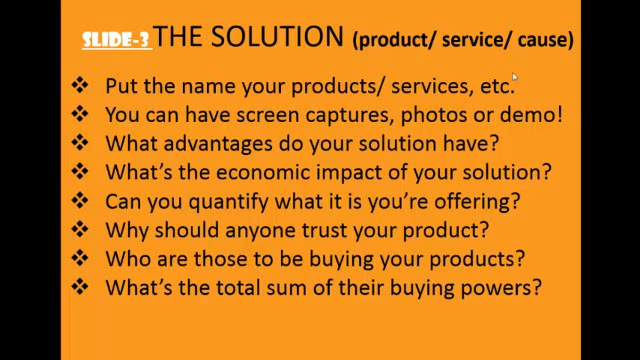 SLIDE-3 THE SOLUTION (product/ service/ cause)
❖ Put the name your products/ services, etc.
❖ You can have screen captures, photos or demo!
❖ What advantages do your solution have?
❖ What's the economic impact of your solution?
❖ Can you quantify what it is you're offering?
❖ Why should anyone trust your product?
❖ Who are those to be buying your products?
❖ What's the total sum of their buying powers?